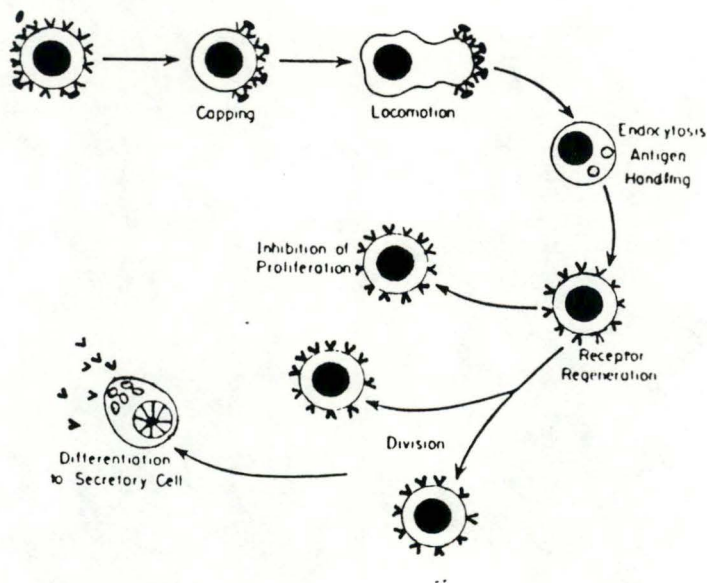 Capping
Locomotion
Endocytosis
Antigen
Handling
Inhibition of
Proliferation
Receptor
Regeneration
Division
Differentiation
to Secretory Cell